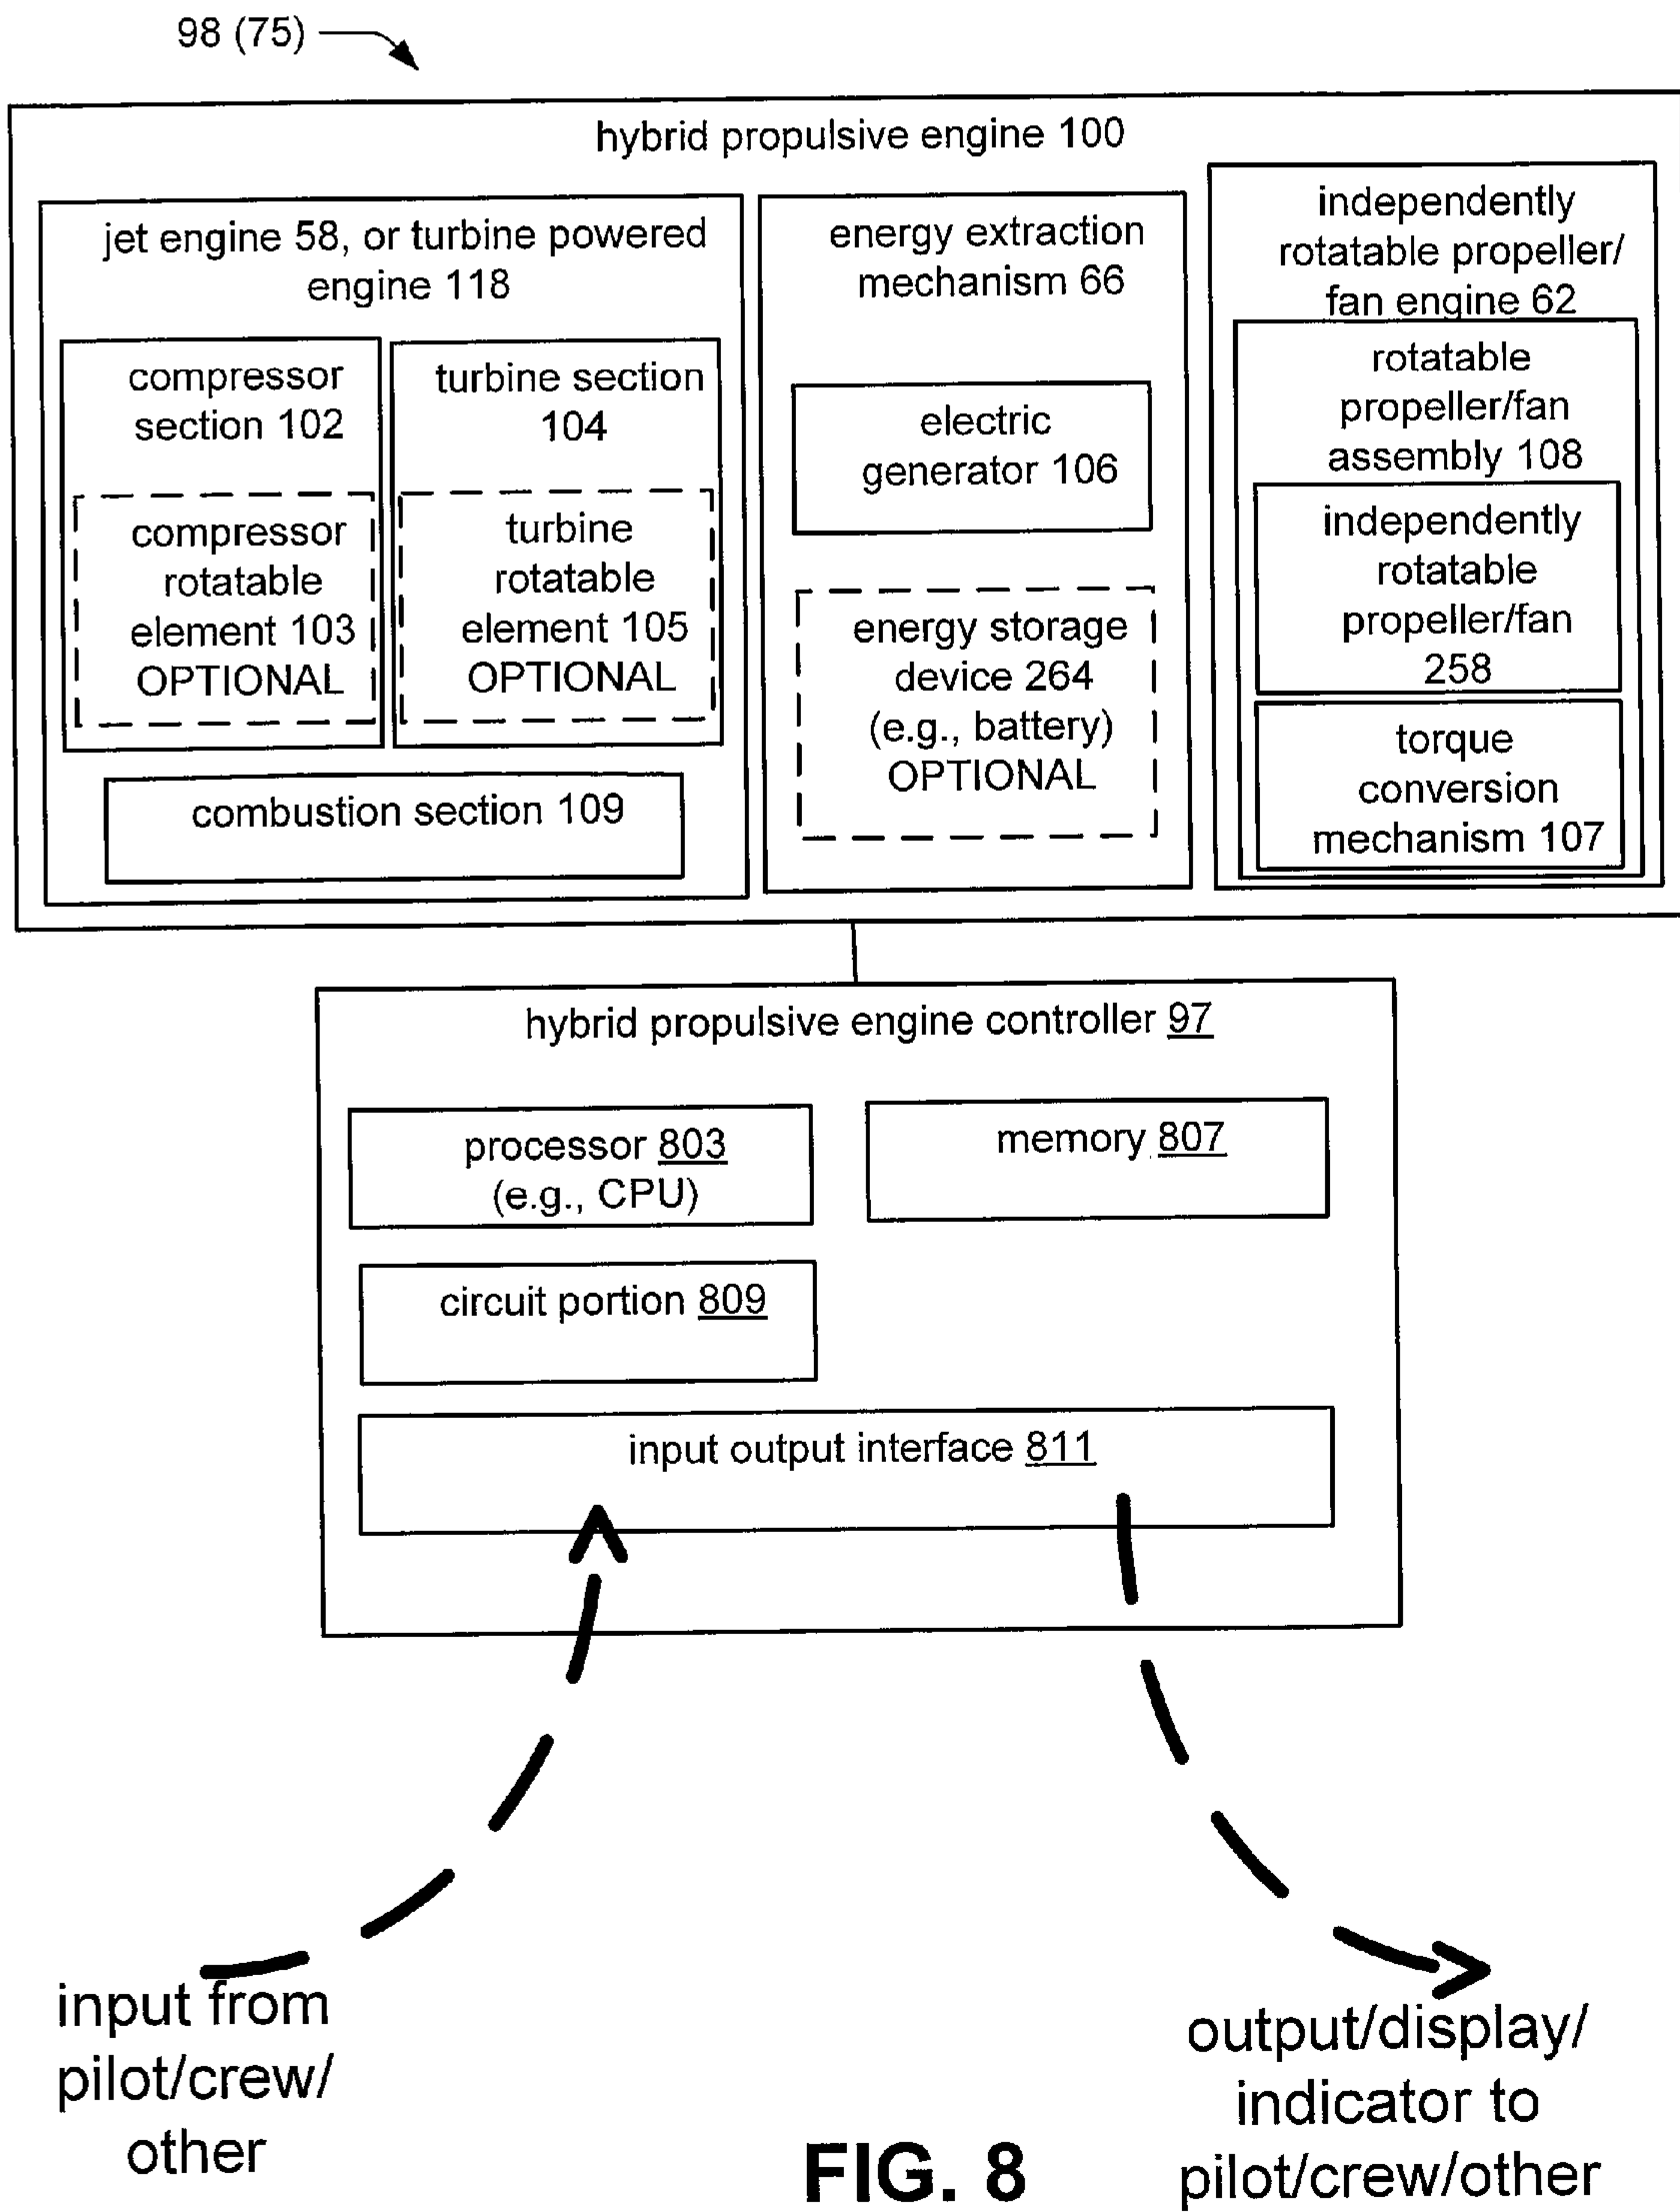 98 (75)
hybrid propulsive engine 100
jet engine 58, or turbine powered
engine 118
compressor
section 102
compressor
rotatable
element 103
OPTIONAL
turbine section
104
turbine
rotatable
element 105
OPTIONAL
combustion section 109
energy extraction
mechanism 66
electric
generator 106
energy storage
device 264
(e.g., battery)
OPTIONAL
independently
rotatable propeller/
fan engine 62
rotatable
propeller/fan
assembly 108
independently
rotatable
propeller/fan
258
torque
conversion
mechanism 107
hybrid propulsive engine controller 97
processor 803
(e.g., CPU)
memory 807
circuit portion 809
input output interface 811
input from
pilot/crew/
other
output/display/
indicator to
pilot/crew/other
FIG. 8